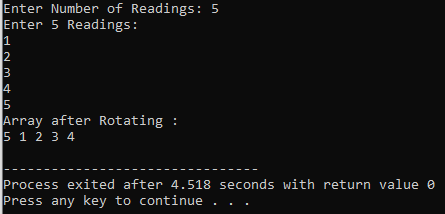 Enter Number of Readings: 5
Enter 5 Readings:
1
2
3
4
5
Array after Rotating :
5 1 2 3 4
--------------------------------
Process exited after 4.518 seconds with return value 0
Press any key to continue . . .